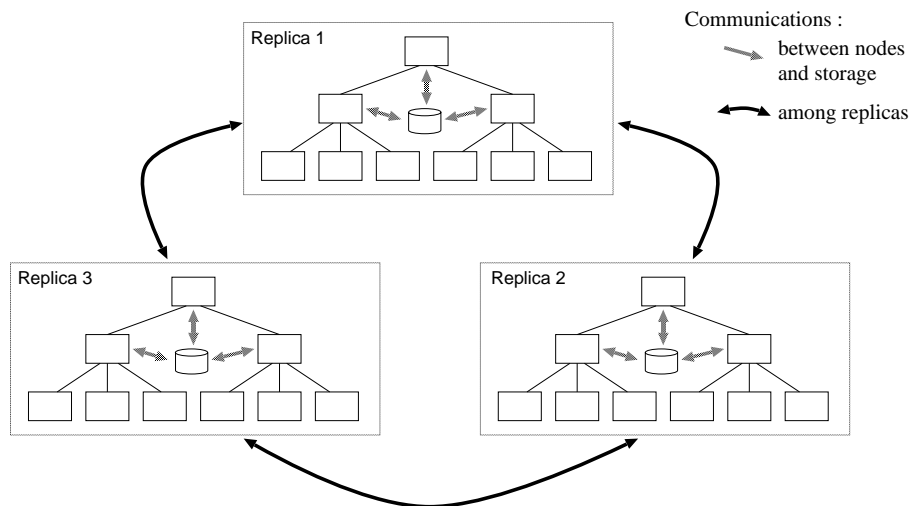 Replica 1
Communications :
between nodes
and storage
among replicas
Replica 3
Replica 2